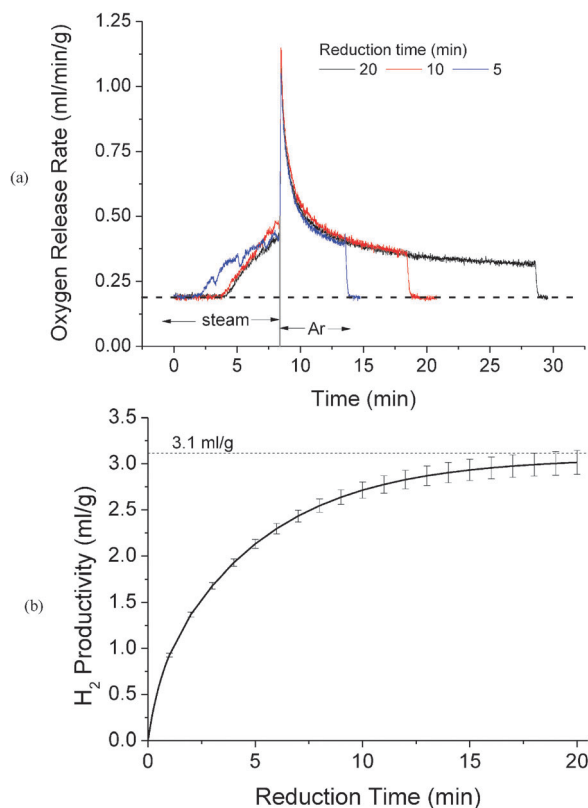 (a)
Oxygen Release Rate (ml/min/g)
1.25
1.00
0.75
0.50
0.25
0.00
Reduction time (min)
20 10 5
steam
Ar
0 5 10 15 20 25 30
Time (min)
(b)
H₂ Productivity (ml/g)
3.5
3.0
2.5
2.0
1.5
1.0
0.5
0.0
3.1 ml/g
0 5 10 15 20
Reduction Time (min)